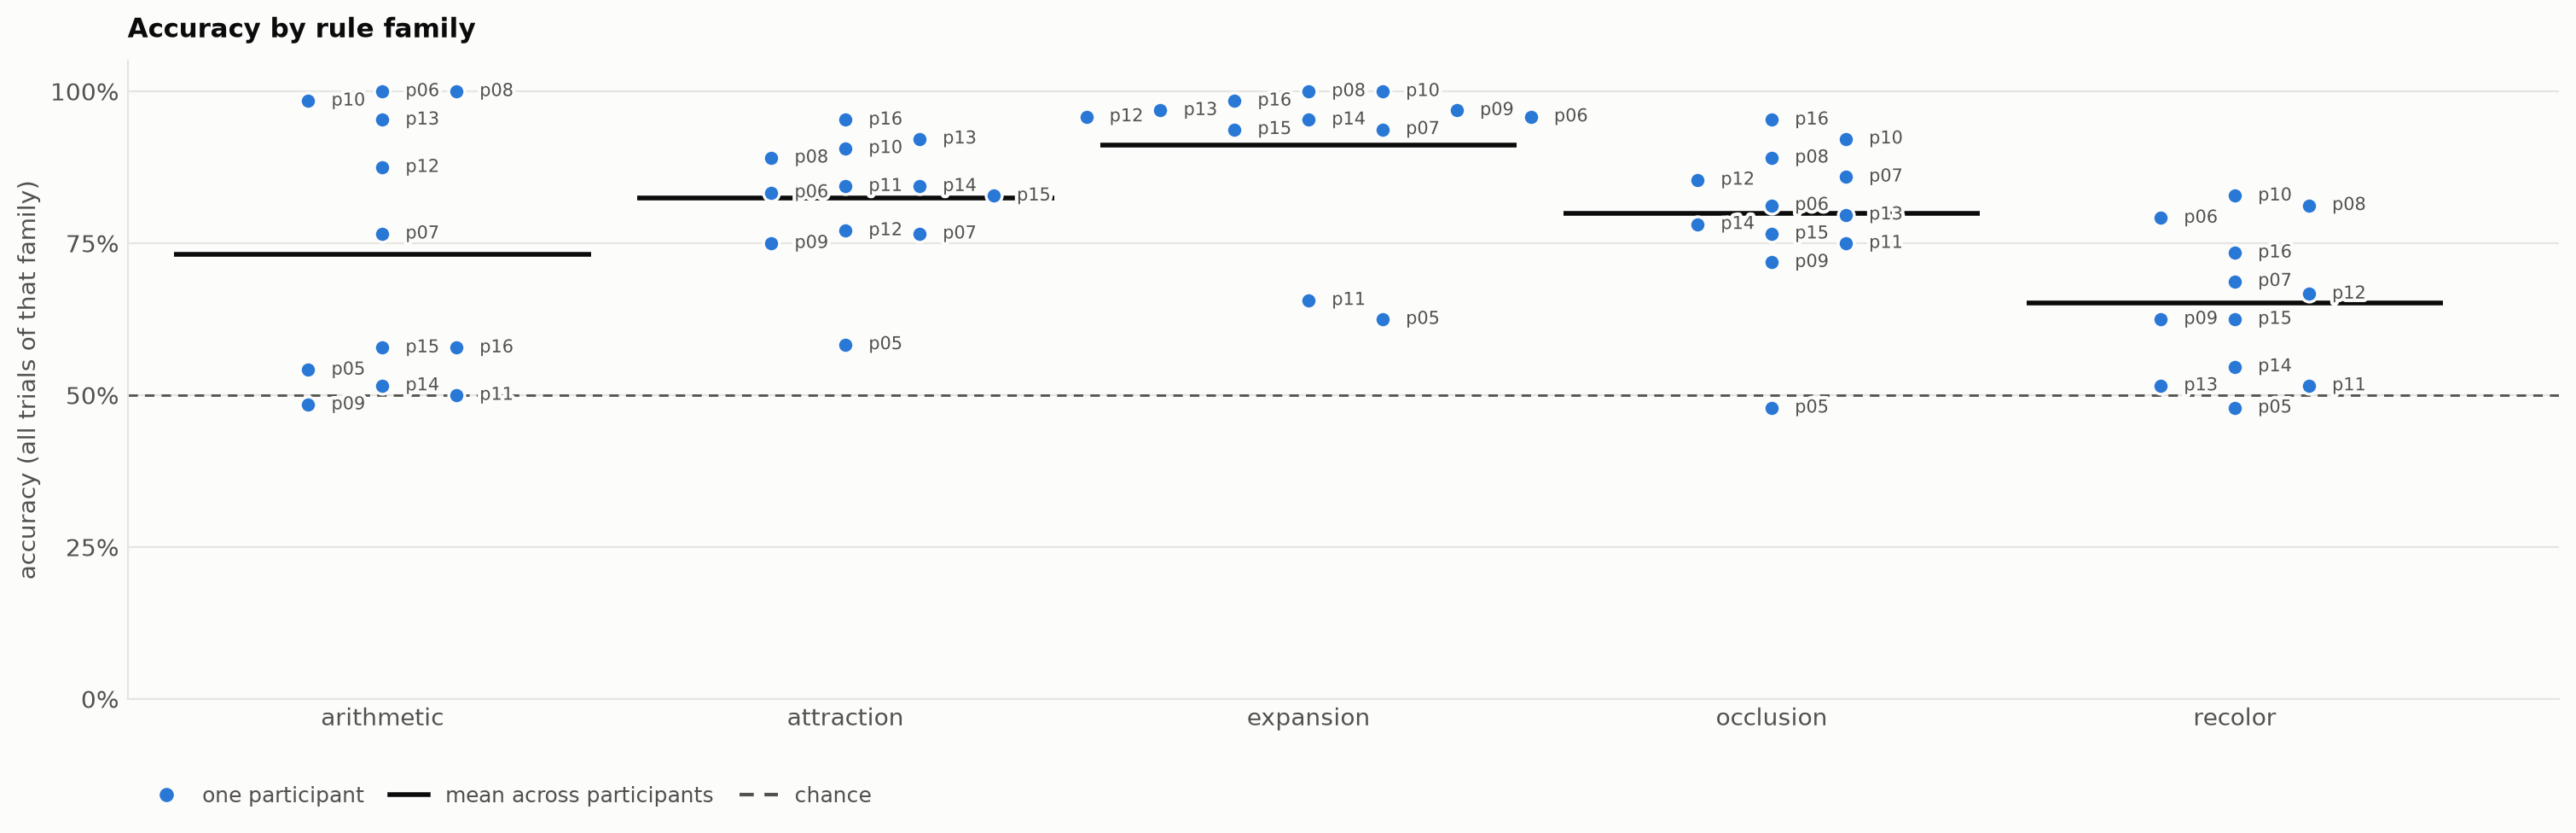 Accuracy by rule family
accuracy (all trials of that family)
100%
75%
50%
25%
0%
p10
p06
p08
p13
p12
p07
p15
p16
p05
p14
p11
p09
p16
p13
p10
p08
p11
p14
p06
p15
p12
p07
p09
p05
p08
p10
p16
p13
p09
p12
p06
p14
p15
p07
p11
p05
p16
p10
p08
p07
p12
p06
p13
p14
p15
p11
p09
p05
p10
p08
p06
p16
p07
p12
p09
p15
p14
p13
p11
p05
arithmetic
attraction
expansion
occlusion
recolor
one participant
mean across participants
chance